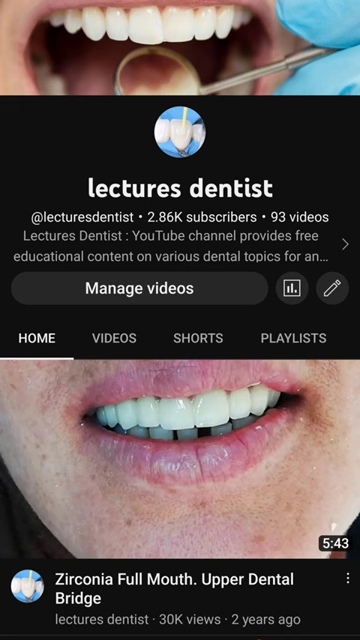 lectures dentist
@lecturesdentist • 2.86K subscribers • 93 videos
Lectures Dentist : YouTube channel provides free
educational content on various dental topics for an...
Manage videos
HOME VIDEOS SHORTS PLAYLISTS
5:43
Zirconia Full Mouth. Upper Dental
Bridge
lectures dentist · 30K views · 2 years ago